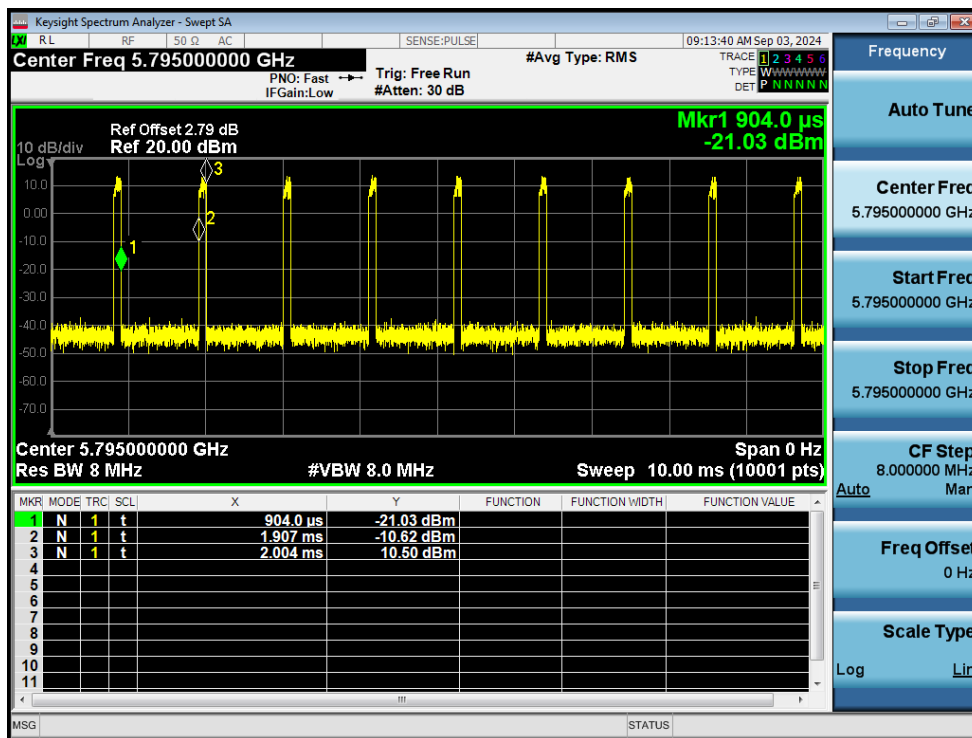 Keysight Spectrum Analyzer - Swept SA
LXI RL RF 50 Ω AC SENSE:PULSE 09:13:40 AM Sep 03, 2024
Center Freq 5.795000000 GHz
#Avg Type: RMS
TRACE 1 2 3 4 5 6
PNO: Fast Trig: Free Run
TYPE WWWWWW
IFGain:Low #Atten: 30 dB
DET P N N N N N
Mkr1 904.0 µs
-21.03 dBm
Ref Offset 2.79 dB
10 dB/div Ref 20.00 dBm
Log
10.0
0.00
-10.0
-20.0
-30.0
-40.0
-50.0
-60.0
-70.0
1
2
3
Center 5.795000000 GHz Span 0 Hz
Res BW 8 MHz #VBW 8.0 MHz Sweep 10.00 ms (10001 pts)
MKR MODE TRC SCL X Y FUNCTION FUNCTION WIDTH FUNCTION VALUE
1 N 1 t 904.0 µs -21.03 dBm
2 N 1 t 1.907 ms -10.62 dBm
3 N 1 t 2.004 ms 10.50 dBm
4
5
6
7
8
9
10
11
MSG STATUS
Frequency
Auto Tune
Center Freq
5.795000000 GHz
Start Freq
5.795000000 GHz
Stop Freq
5.795000000 GHz
CF Step
8.000000 MHz
Auto Man
Freq Offset
0 Hz
Scale Type
Log Lin